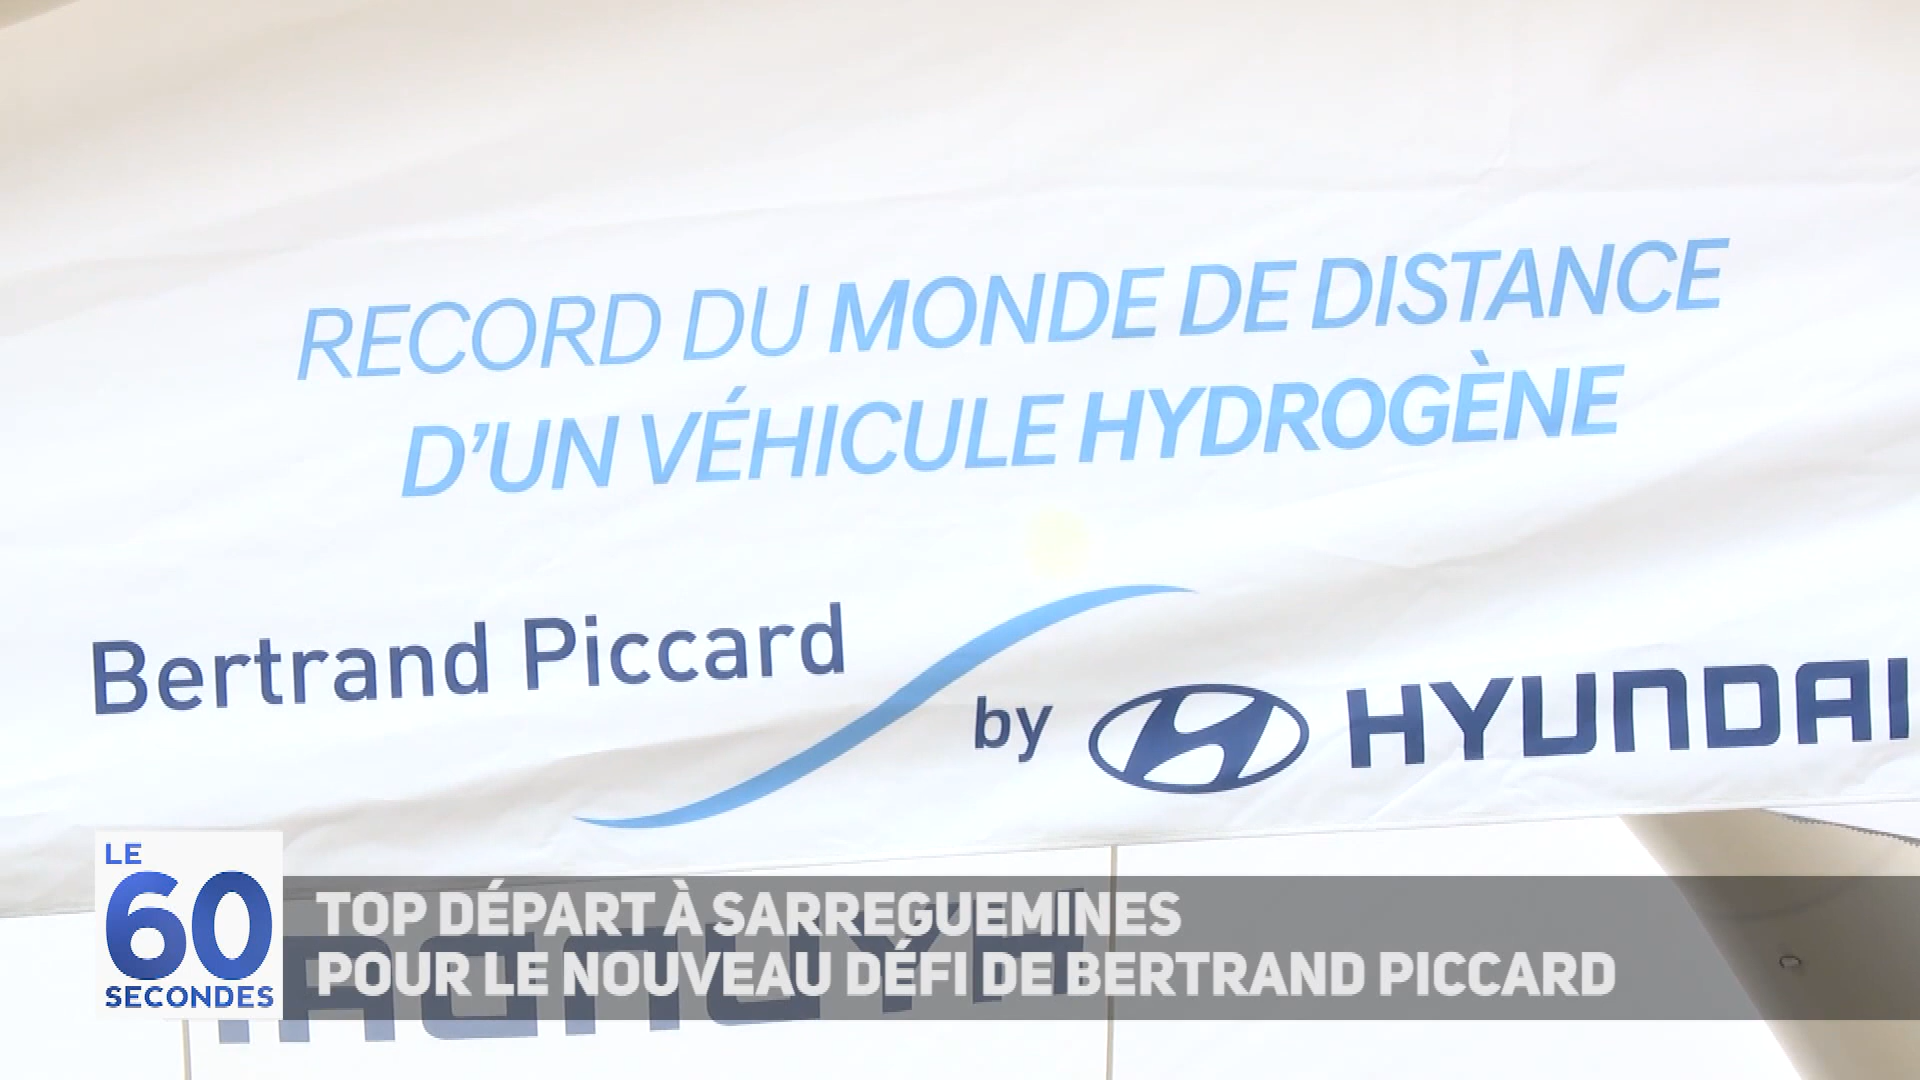 RECORD DU MONDE DE DISTANCE
D'UN VÉHICULE HYDROGÈNE
Bertrand Piccard
by HYUNDAI
LE
60
SECONDES
TOP DÉPART À SARREGUEMINES
POUR LE NOUVEAU DÉFI DE BERTRAND PICCARD